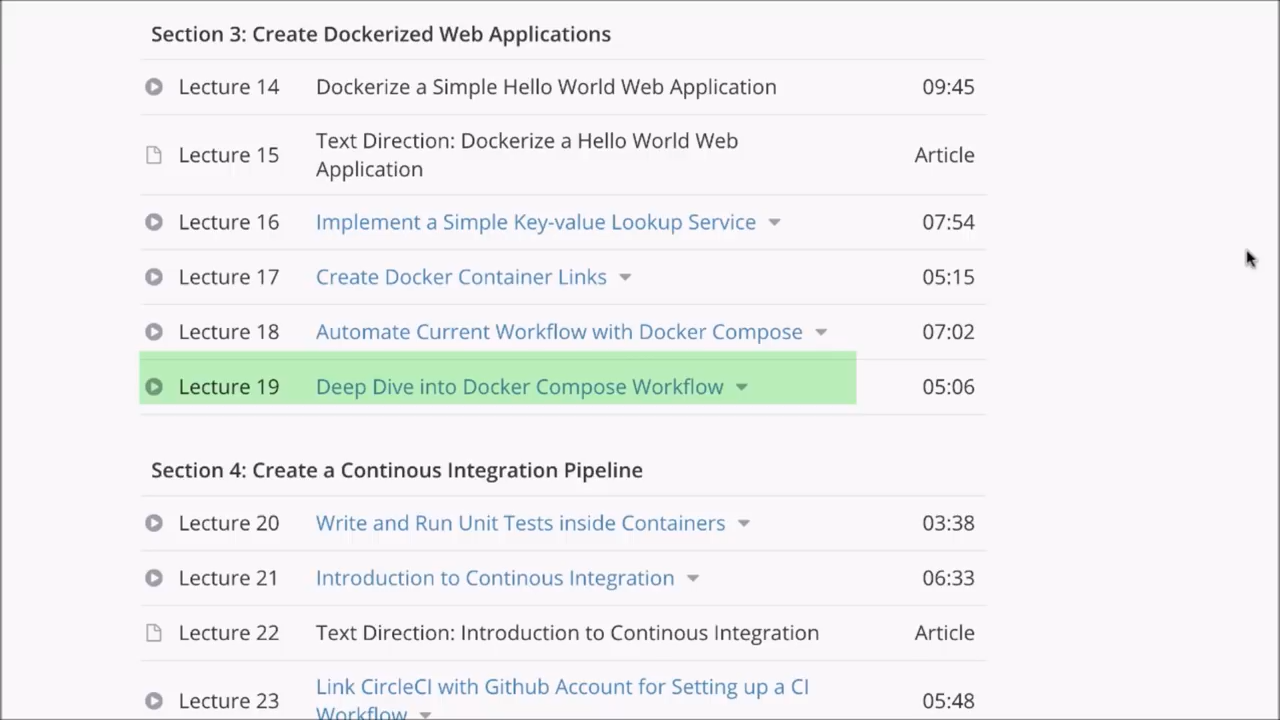 Section 3: Create Dockerized Web Applications
Lecture 14 Dockerize a Simple Hello World Web Application 09:45
Lecture 15 Text Direction: Dockerize a Hello World Web Application Article
Lecture 16 Implement a Simple Key-value Lookup Service 07:54
Lecture 17 Create Docker Container Links 05:15
Lecture 18 Automate Current Workflow with Docker Compose 07:02
Lecture 19 Deep Dive into Docker Compose Workflow 05:06
Section 4: Create a Continous Integration Pipeline
Lecture 20 Write and Run Unit Tests inside Containers 03:38
Lecture 21 Introduction to Continous Integration 06:33
Lecture 22 Text Direction: Introduction to Continous Integration Article
Lecture 23 Link CircleCI with Github Account for Setting up a CI Workflow 05:48